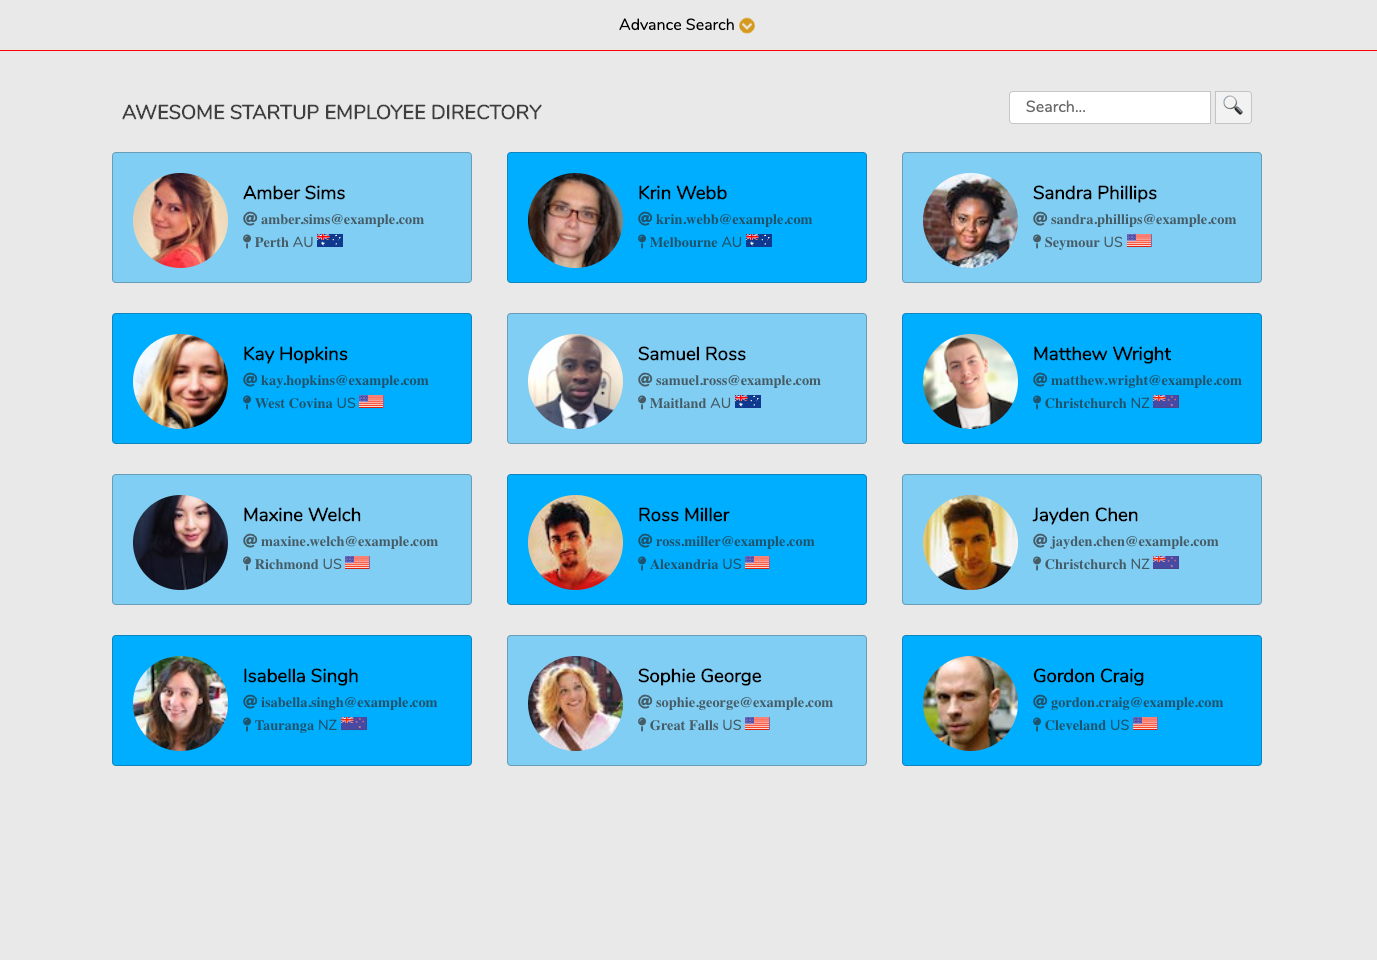 Advance Search
AWESOME STARTUP EMPLOYEE DIRECTORY
Search...
Amber Sims
@ amber.sims@example.com
Perth AU
Krin Webb
@ krin.webb@example.com
Melbourne AU
Sandra Phillips
@ sandra.phillips@example.com
Seymour US
Kay Hopkins
@ kay.hopkins@example.com
West Covina US
Samuel Ross
@ samuel.ross@example.com
Maitland AU
Matthew Wright
@ matthew.wright@example.com
Christchurch NZ
Maxine Welch
@ maxine.welch@example.com
Richmond US
Ross Miller
@ ross.miller@example.com
Alexandria US
Jayden Chen
@ jayden.chen@example.com
Christchurch NZ
Isabella Singh
@ isabella.singh@example.com
Tauranga NZ
Sophie George
@ sophie.george@example.com
Great Falls US
Gordon Craig
@ gordon.craig@example.com
Cleveland US